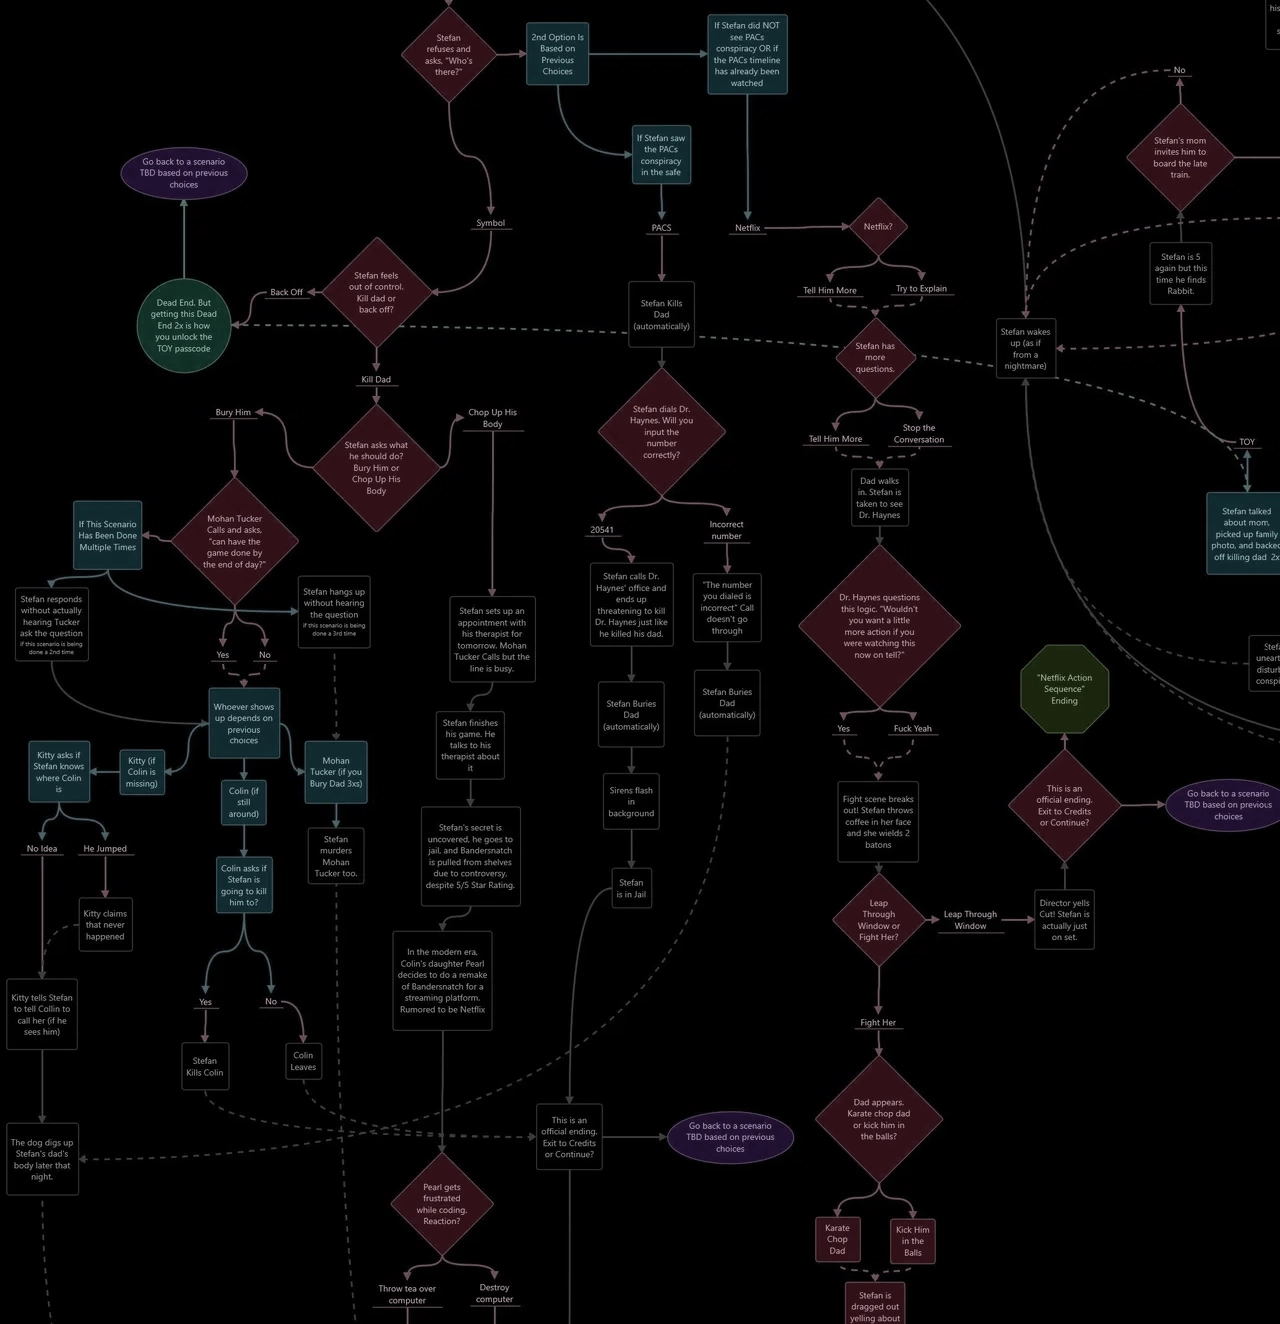 Stefan
refuses and
asks, "Who's
there?"
2nd Option Is
Based on
Previous
Choices
If Stefan did NOT
see PACs
conspiracy OR if
the PACs timeline
has already been
watched
No
Stefan's mom
invites him to
board the late
train.
If Stefan saw
the PACs
conspiracy
in the safe
Go back to a scenario
TBD based on previous
choices
Symbol
PACS
Netflix
Netflix?
Stefan is 5
again but this
time he finds
Rabbit.
Stefan feels
out of control.
Kill dad or
back off?
Back Off
Dead End. But
getting this Dead
End 2x is how
you unlock the
TOY passcode
Stefan Kills
Dad
(automatically)
Tell Him More
Try to Explain
Stefan has
more
questions.
Stefan wakes
up (as if
from a
nightmare)
Kill Dad
Bury Him
Stefan asks what
he should do?
Bury Him or
Chop Up His
Body
Chop Up His
Body
Stefan dials Dr.
Haynes. Will you
input the
number
correctly?
Tell Him More
Stop the
Conversation
TOY
Dad walks
in. Stefan is
taken to see
Dr. Haynes
Stefan talked
about mom,
picked up family
photo, and backed
off killing dad 2x
If This Scenario
Has Been Done
Multiple Times
Mohan Tucker
Calls and asks,
"can have the
game done by
the end of day?"
20541
Incorrect
number
Stefan responds
without actually
hearing Tucker
ask the question
if this scenario is being
done a 2nd time
Stefan hangs up
without hearing
the question
if this scenario is being
done a 3rd time
Stefan sets up an
appointment with
his therapist for
tomorrow. Mohan
Tucker Calls but the
line is busy.
Stefan calls Dr.
Haynes' office and
ends up
threatening to kill
Dr. Haynes just like
he killed his dad.
"The number
you dialed is
incorrect" Call
doesn't go
through
Dr. Haynes questions
this logic. "Wouldn't
you want a little
more action if you
were watching this
now on tell?"
Yes
No
Whoever shows
up depends on
previous
choices
Stefan Buries
Dad
(automatically)
Stefan Buries
Dad
(automatically)
"Netflix Action
Sequence"
Ending
Yes
Fuck Yeah
Kitty asks if
Stefan knows
where Colin
is
Kitty (if
Colin is
missing)
Colin (if
still
around)
Mohan
Tucker (if you
Bury Dad 3xs)
Stefan finishes
his game. He
talks to his
therapist about
it
Sirens flash
in
background
Fight scene breaks
out! Stefan throws
coffee in her face
and she wields 2
batons
This is an
official ending.
Exit to Credits
or Continue?
Go back to a scenario
TBD based on previous
choices
No Idea
He Jumped
Stefan
murders
Mohan
Tucker too.
Stefan's secret is
uncovered, he goes to
jail, and Bandersnatch
is pulled from shelves
due to controversy,
despite 5/5 Star Rating.
Colin asks if
Stefan is
going to kill
him to?
Stefan
is in Jail
Kitty claims
that never
happened
Leap
Through
Window or
Fight Her?
Leap Through
Window
Director yells
Cut! Stefan is
actually just
on set.
In the modern era,
Colin's daughter Pearl
decides to do a remake
of Bandersnatch for a
streaming platform.
Rumored to be Netflix
Kitty tells Stefan
to tell Collin to
call her (if he
sees him)
Yes
No
Fight Her
Stefan
Kills Colin
Colin
Leaves
The dog digs up
Stefan's dad's
body later that
night.
This is an
official ending.
Exit to Credits
or Continue?
Go back to a scenario
TBD based on previous
choices
Dad appears.
Karate chop dad
or kick him in
the balls?
Pearl gets
frustrated
while coding.
Reaction?
Karate
Chop
Dad
Kick Him
in the
Balls
Throw tea over
computer
Destroy
computer
Stefan is
dragged out
yelling about